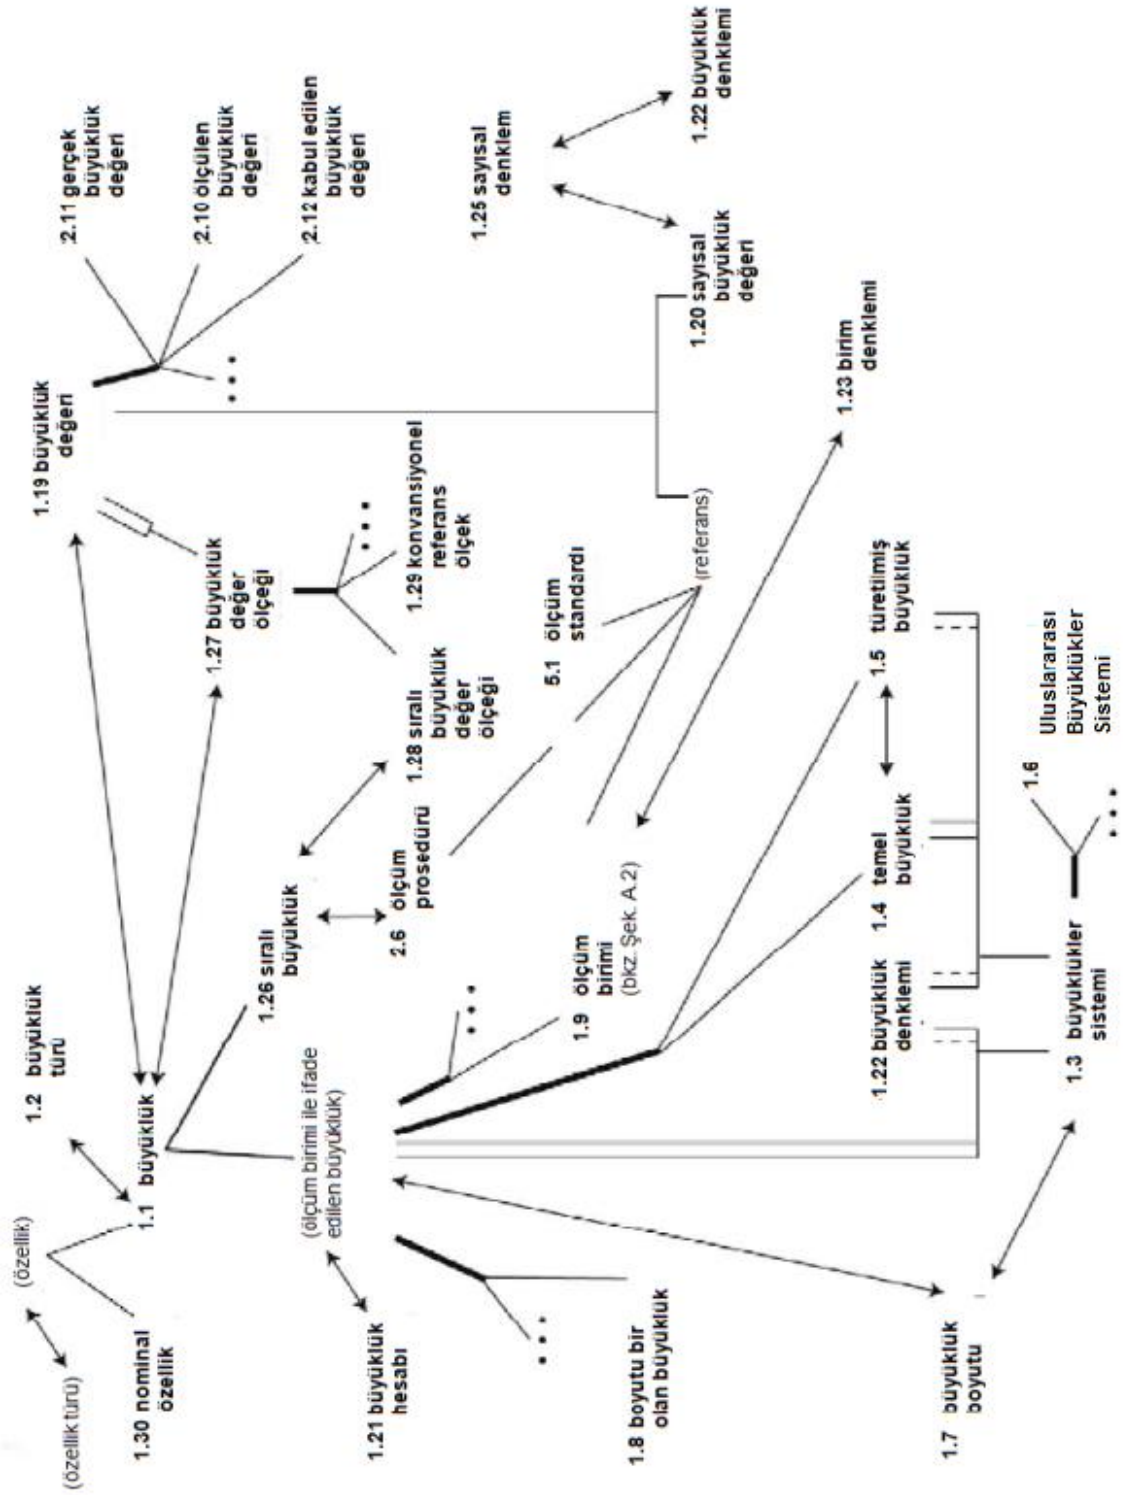 (özellik türü)
(özellik)
1.30 nominal
özellik
1.1 büyüklük
1.2 büyüklük
türü
1.19 büyüklük
değeri
2.11 gerçek
büyüklük
değeri
2.10 ölçülen
büyüklük
değeri
2.12 kabul edilen
büyüklük
değeri
...
1.27 büyüklük
değer
ölçeği
1.26 sıralı
büyüklük
(ölçüm birimi ile ifade
edilen büyüklük)
1.21 büyüklük
hesabı
2.6 ölçüm
prosedürü
1.28 sıralı
büyüklük
değer
ölçeği
1.29 konvansiyonel
referans
ölçek
...
1.25 sayısal
denklem
...
...
5.1 ölçüm
standardı
1.9 ölçüm
birimi
(bkz. Şek. A.2)
1.8 boyutu bir
olan büyüklük
(referans)
1.20 sayısal
büyüklük
değeri
1.22 büyüklük
denklemi
1.23 birim
denklemi
1.22 büyüklük
denklemi
1.4 temel
büyüklük
1.5 türetilmiş
büyüklük
1.7 büyüklük
boyutu
1.3 büyüklükler
sistemi
1.6 Uluslararası
Büyüklükler
Sistemi
...